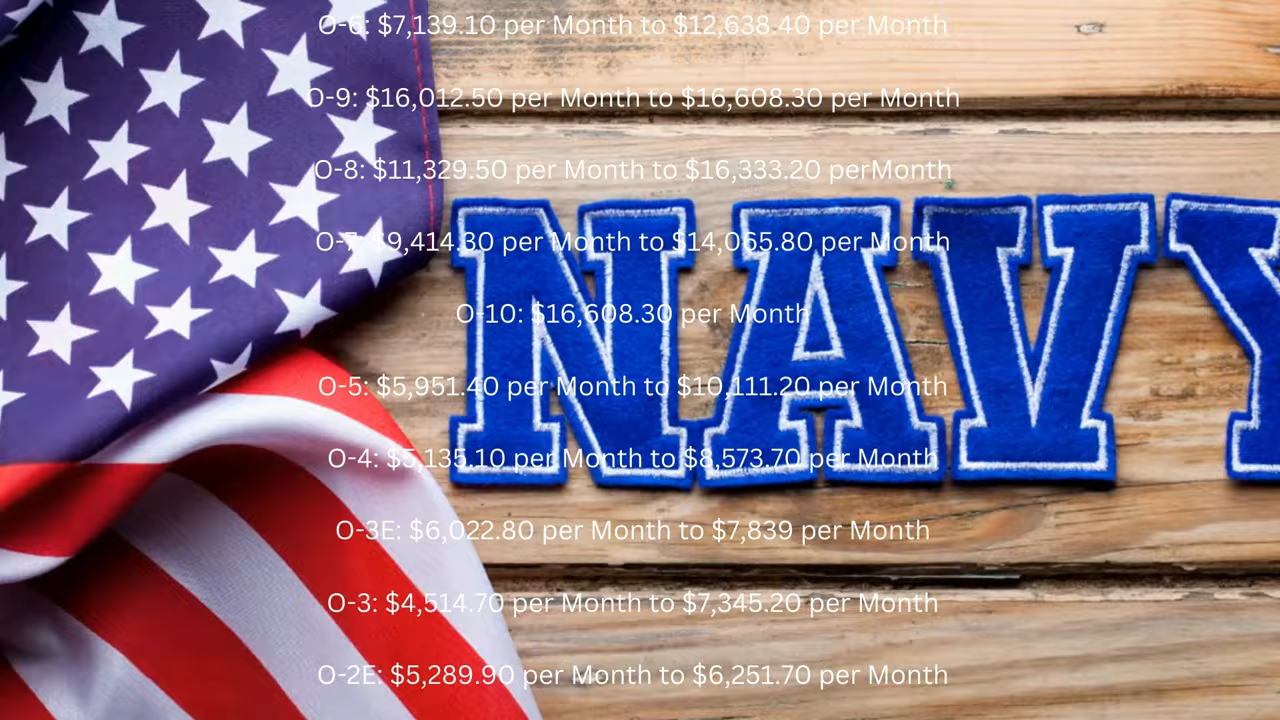 O-6: $7,139.10 per Month to $12,638.40 per Month
O-9: $16,012.50 per Month to $16,608.30 per Month
O-8: $11,329.50 per Month to $16,333.20 perMonth
O-7: $9,414.30 per Month to $14,065.80 per Month
NAVY
O-10: $16,608.30 per Month
O-5: $5,951.40 per Month to $10,111.20 per Month
O-4: $5,135.10 per Month to $8,573.70 per Month
O-3E: $6,022.80 per Month to $7,839 per Month
O-3: $4,514.70 per Month to $7,345.20 per Month
O-2E: $5,289.90 per Month to $6,251.70 per Month